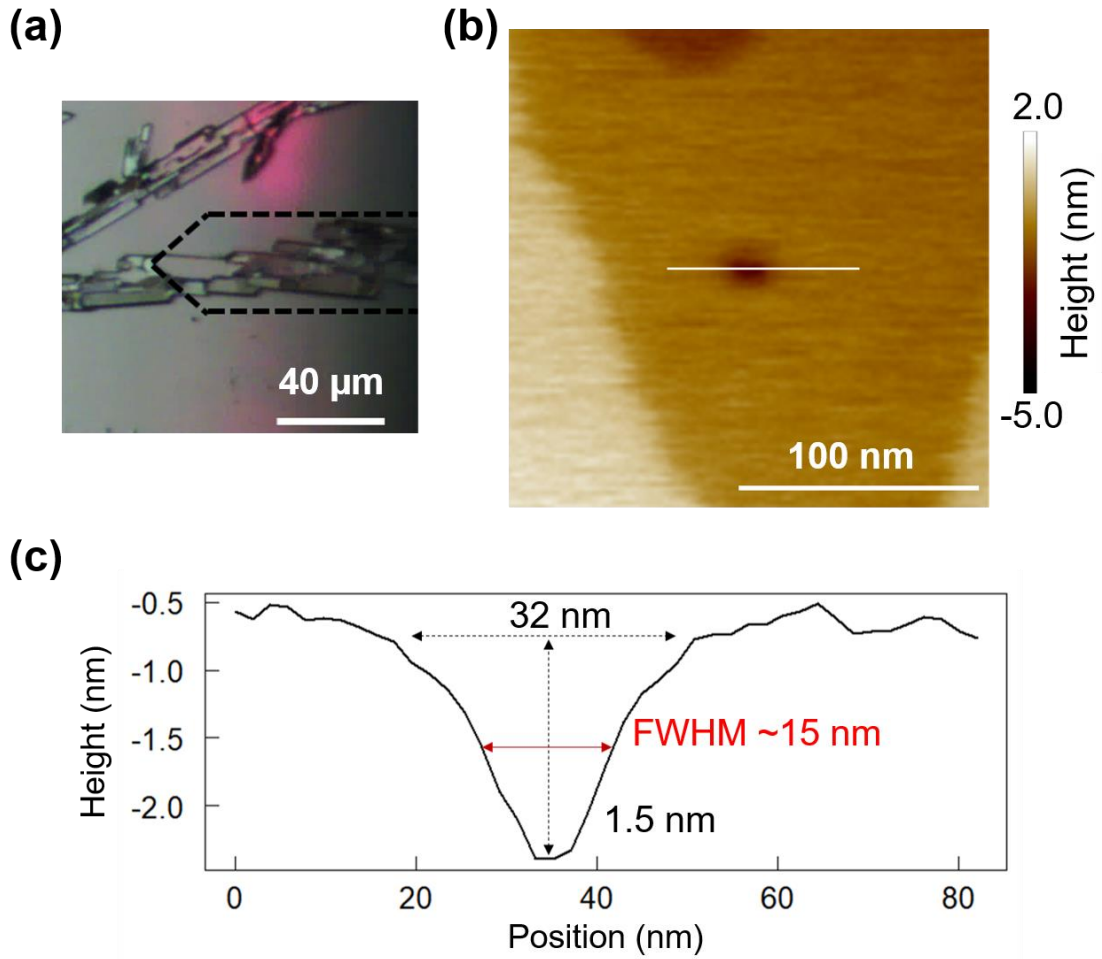 (a)
(b)
40 µm
100 nm
2.0
-5.0
Height (nm)
(c)
-0.5
-1.0
-1.5
-2.0
Height (nm)
32 nm
FWHM ~15 nm
1.5 nm
0
20
40
60
80
Position (nm)